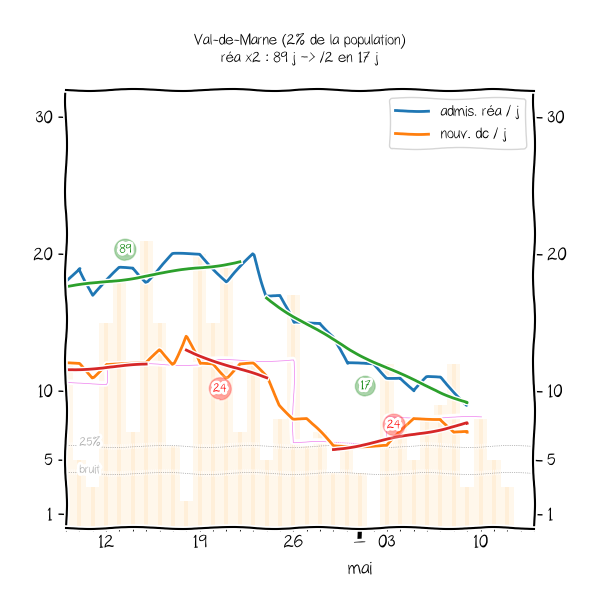 Val-de-Marne (2% de la population)
réa x2 : 89 j -> /2 en 17 j
admis. réa / j
nouv. dc / j
30 30
20 20
10 10
5 5
1 1
89
24
17
24
25%
bruit
12 19 26 1 03 10
mai